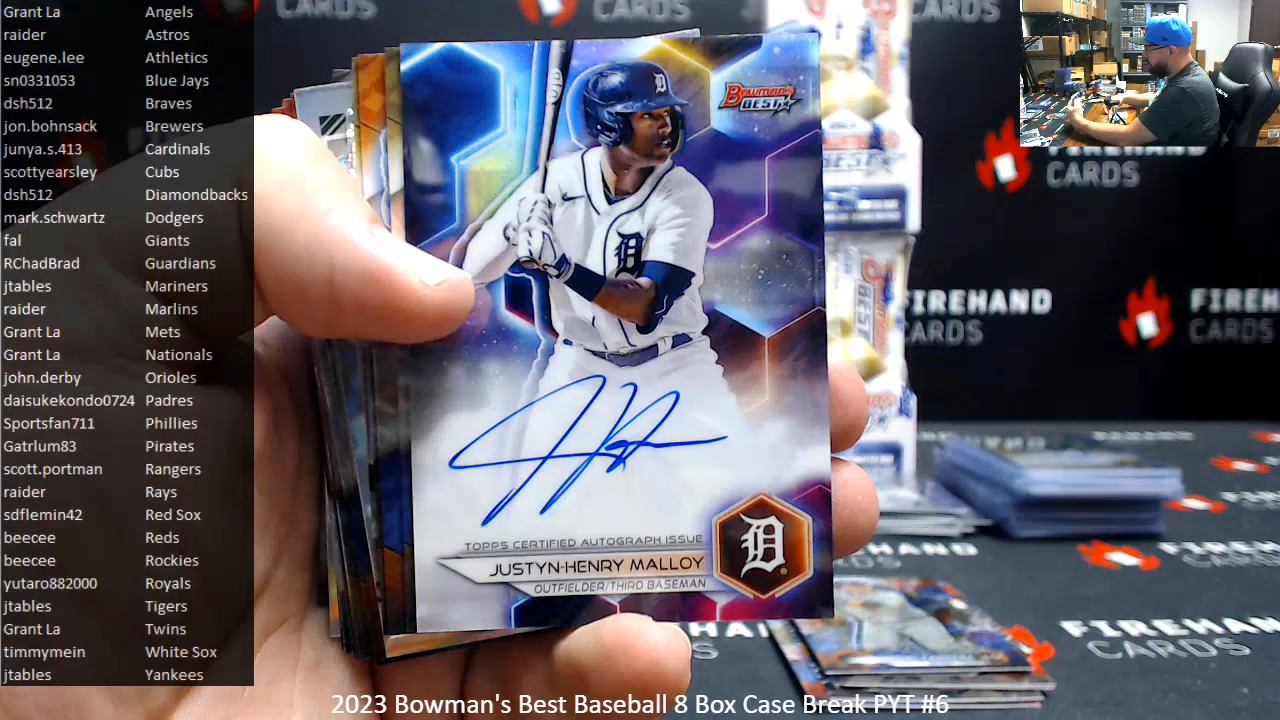 Grant La Angels
raider Astros
eugene.lee Athletics
sn0331053 Blue Jays
dsh512 Braves
jon.bohnsack Brewers
junya.s.413 Cardinals
scottyearsley Cubs
dsh512 Diamondbacks
mark.schwartz Dodgers
fal Giants
RChadBrad Guardians
jtables Mariners
raider Marlins
Grant La Mets
Grant La Nationals
john.derby Orioles
daisukekondo0724 Padres
Sportsfan711 Phillies
Gatrlum83 Pirates
scott.portman Rangers
raider Rays
sdflemin42 Red Sox
beecee Reds
beecee Rockies
yutaro882000 Royals
jtables Tigers
Grant La Twins
timmymein White Sox
jtables Yankees
BOWMAN'S
BEST
D
D
TOPPS CERTIFIED AUTOGRAPH ISSUE
JUSTYN-HENRY MALLOY
OUTFIELDER/THIRD BASEMAN
D
CARDS
CARDS
CARDS
FIREHAND
CARDS
FIREHAND
CARDS
FIREHAND
CARDS
FIREHAND
CARDS
2023 Bowman's Best Baseball 8 Box Case Break PYT #6